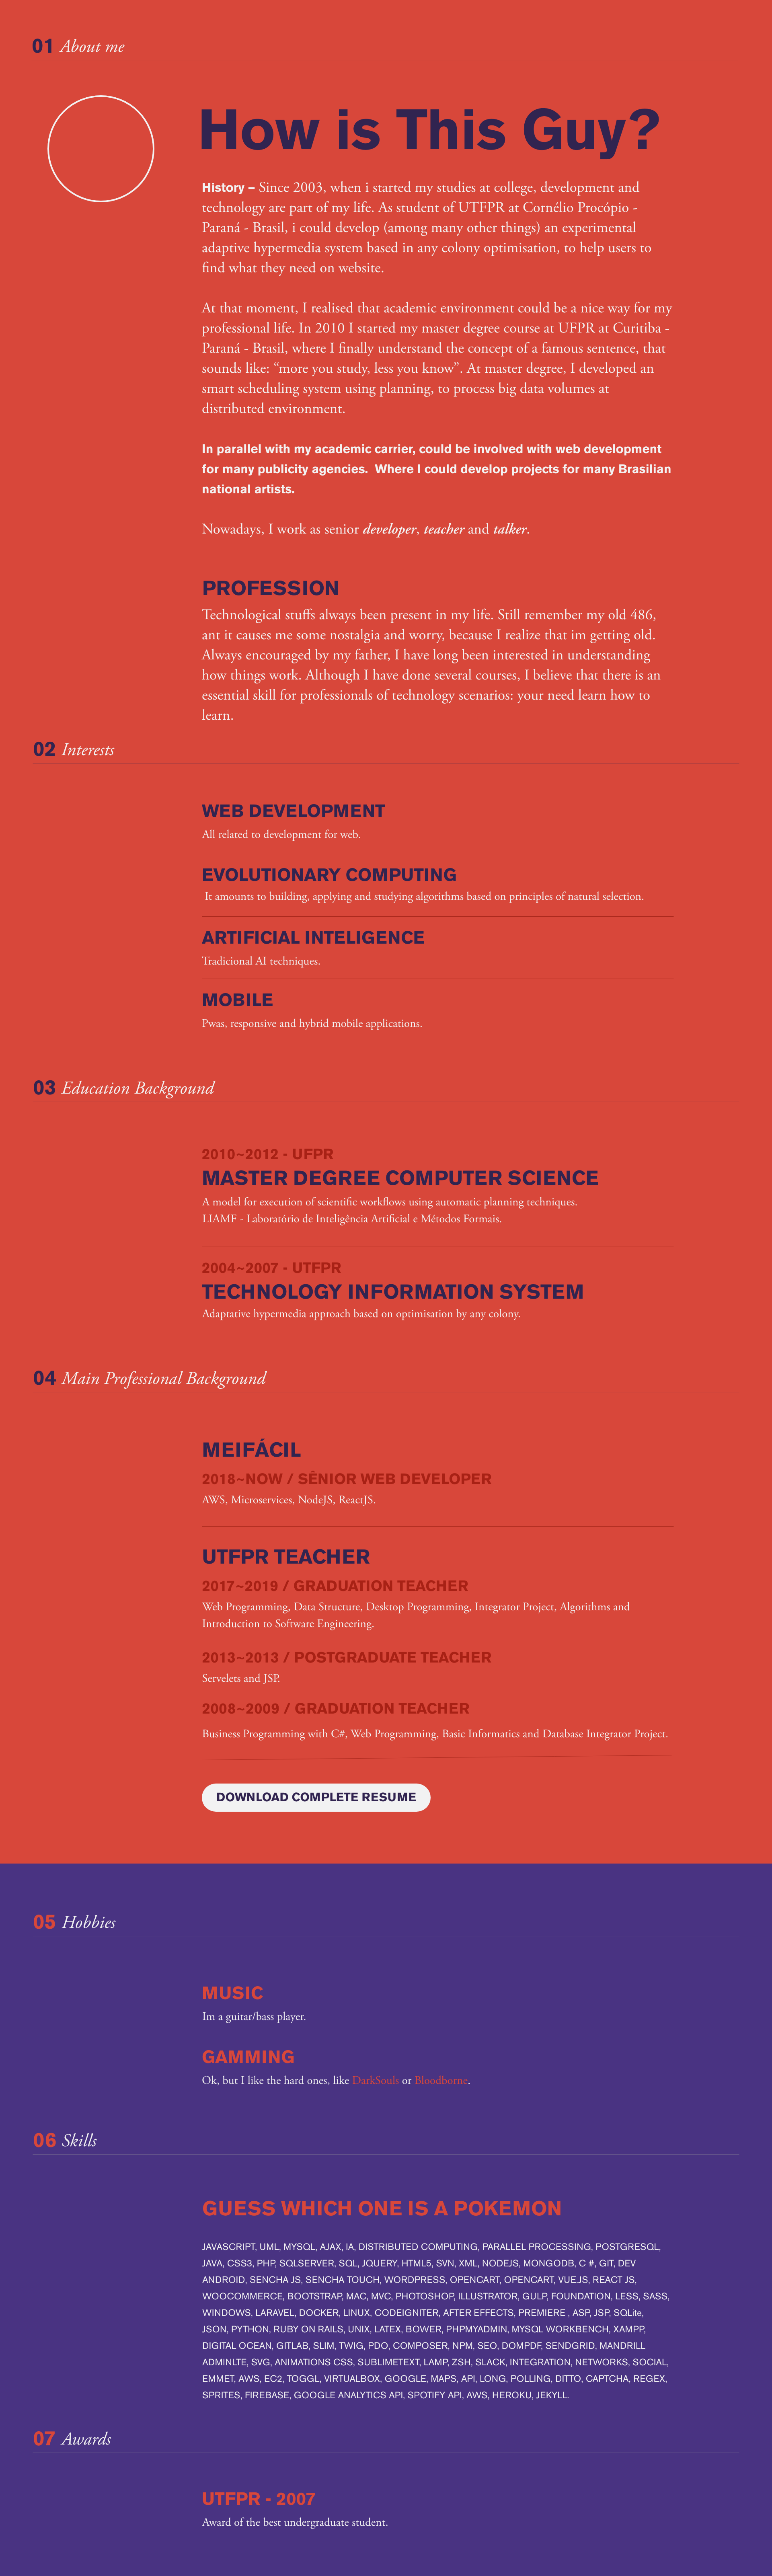 01 About me
How is This Guy?
History – Since 2003, when i started my studies at college, development and
technology are part of my life. As student of UTFPR at Cornélio Procópio -
Paraná - Brasil, i could develop (among many other things) an experimental
adaptive hypermedia system based in any colony optimisation, to help users to
find what they need on website.
At that moment, I realised that academic environment could be a nice way for my
professional life. In 2010 I started my master degree course at UFPR at Curitiba -
Paraná - Brasil, where I finally understand the concept of a famous sentence, that
sounds like: “more you study, less you know”. At master degree, I developed an
smart scheduling system using planning, to process big data volumes at
distributed environment.
In parallel with my academic carrier, could be involved with web development
for many publicity agencies.  Where I could develop projects for many Brasilian
national artists.
Nowadays, I work as senior developer, teacher and talker.
PROFESSION
Technological stuffs always been present in my life. Still remember my old 486,
ant it causes me some nostalgia and worry, because I realize that im getting old.
Always encouraged by my father, I have long been interested in understanding
how things work. Although I have done several courses, I believe that there is an
essential skill for professionals of technology scenarios: your need learn how to
learn.
02 Interests
WEB DEVELOPMENT
All related to development for web.
EVOLUTIONARY COMPUTING
It amounts to building, applying and studying algorithms based on principles of natural selection.
ARTIFICIAL INTELIGENCE
Tradicional AI techniques.
MOBILE
Pwas, responsive and hybrid mobile applications.
03 Education Background
2010~2012 - UFPR
MASTER DEGREE COMPUTER SCIENCE
A model for execution of scientific workflows using automatic planning techniques.
LIAMF - Laboratório de Inteligência Artificial e Métodos Formais.
2004~2007 - UTFPR
TECHNOLOGY INFORMATION SYSTEM
Adaptative hypermedia approach based on optimisation by any colony.
04 Main Professional Background
MEIFÁCIL
2018~NOW / SÊNIOR WEB DEVELOPER
AWS, Microservices, NodeJS, ReactJS.
UTFPR TEACHER
2017~2019 / GRADUATION TEACHER
Web Programming, Data Structure, Desktop Programming, Integrator Project, Algorithms and
Introduction to Software Engineering.
2013~2013 / POSTGRADUATE TEACHER
Servelets and JSP.
2008~2009 / GRADUATION TEACHER
Business Programming with C#, Web Programming, Basic Informatics and Database Integrator Project.
DOWNLOAD COMPLETE RESUME
05 Hobbies
MUSIC
Im a guitar/bass player.
GAMMING
Ok, but I like the hard ones, like DarkSouls or Bloodborne.
06 Skills
GUESS WHICH ONE IS A POKEMON
JAVASCRIPT, UML, MYSQL, AJAX, IA, DISTRIBUTED COMPUTING, PARALLEL PROCESSING, POSTGRESQL,
JAVA, CSS3, PHP, SQLSERVER, SQL, JQUERY, HTML5, SVN, XML, NODEJS, MONGODB, C #, GIT, DEV
ANDROID, SENCHA JS, SENCHA TOUCH, WORDPRESS, OPENCART, OPENCART, VUEJS, REACT JS,
WOOCOMMERCE, BOOTSTRAP, MAC, MVC, PHOTOSHOP, ILLUSTRATOR, GULP, FOUNDATION, LESS, SASS,
WINDOWS, LARAVEL, DOCKER, LINUX, CODEIGNITER, AFTER EFFECTS, PREMIERE , ASP, JSP, SQLite,
JSON, PYTHON, RUBY ON RAILS, UNIX, LATEX, BOWER, PHPMYADMIN, MYSQL WORKBENCH, XAMPP,
DIGITAL OCEAN, GITLAB, SLIM, TWIG, PDO, COMPOSER, NPM, SEO, DOMPDF, SENDGRID, MANDRILL
ADMINLTE, SVG, ANIMATIONS CSS, SUBLIMETEXT, LAMP, ZSH, SLACK, INTEGRATION, NETWORKS, SOCIAL,
EMMET, AWS, EC2, TOGGL, VIRTUALBOX, GOOGLE, MAPS, API, LONG, POLLING, DITTO, CAPTCHA, REGEX,
SPRITES, FIREBASE, GOOGLE ANALYTICS API, SPOTIFY API, AWS, HEROKU, JEKYLL.
07 Awards
UTFPR - 2007
Award of the best undergraduate student.